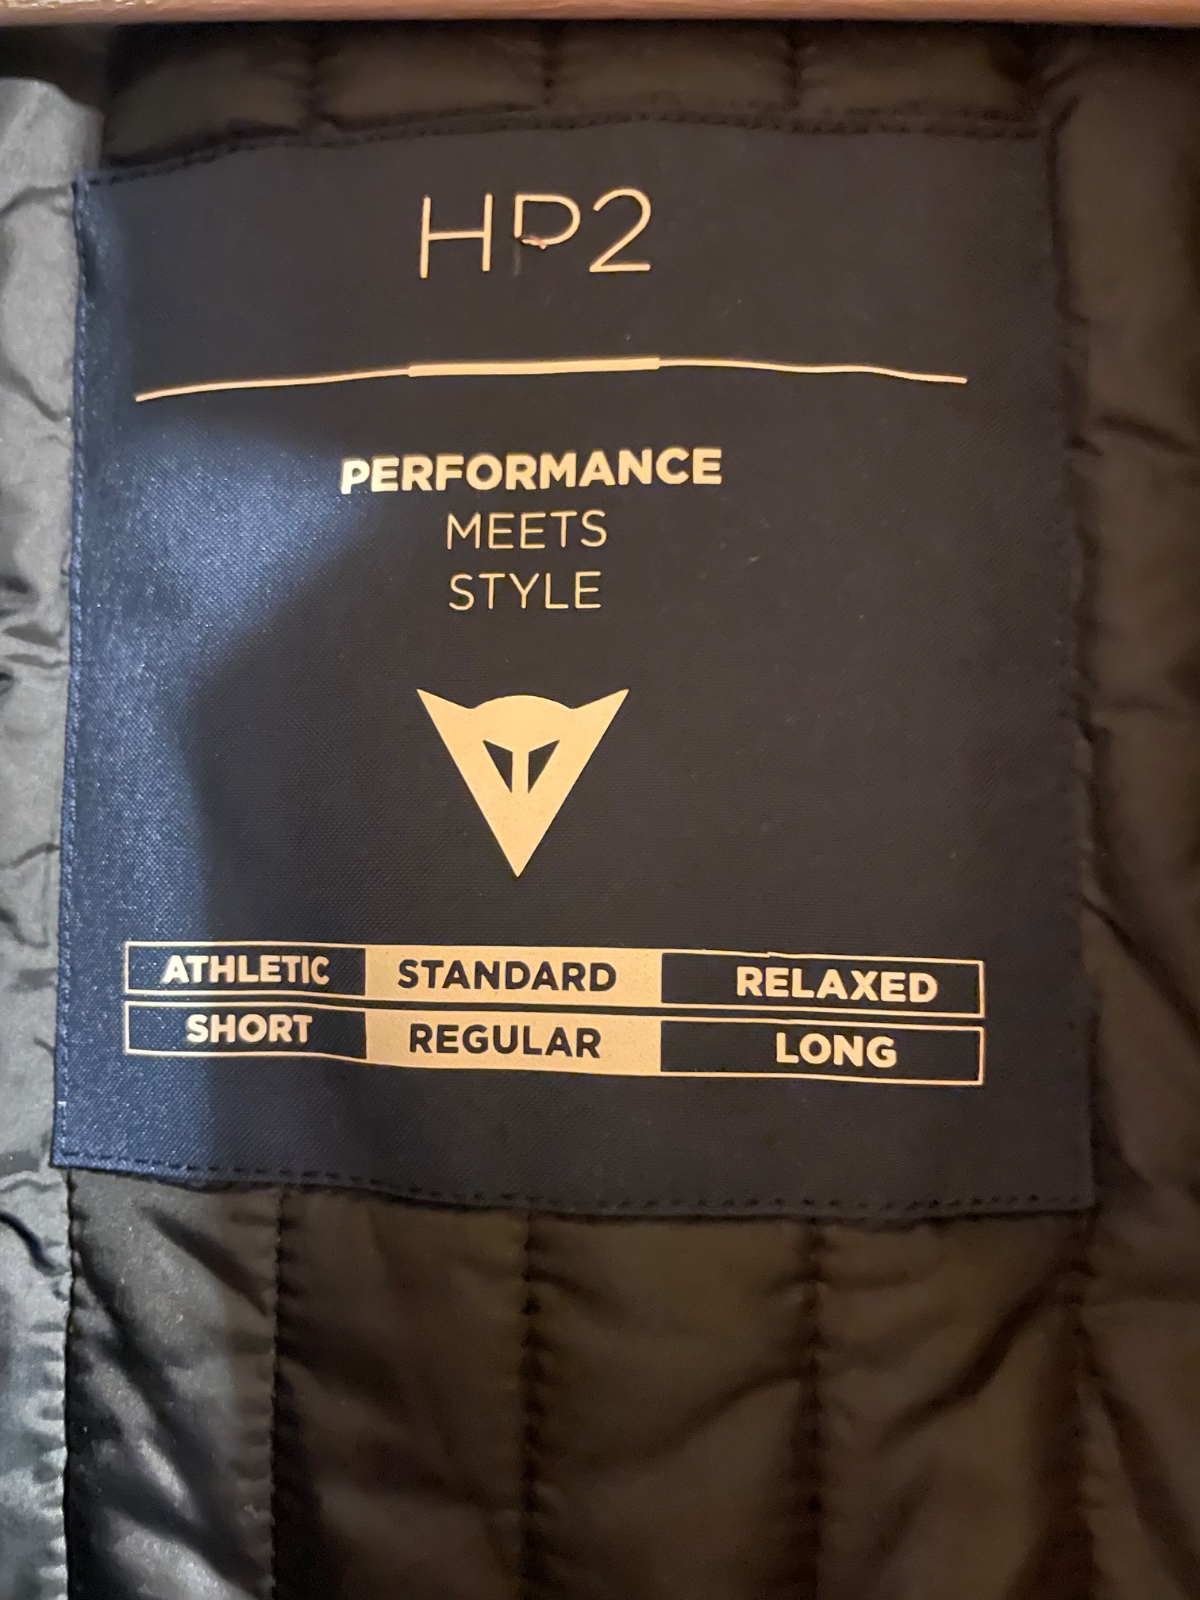 HP2
PERFORMANCE
MEETS
STYLE
ATHLETIC STANDARD RELAXED
SHORT REGULAR LONG